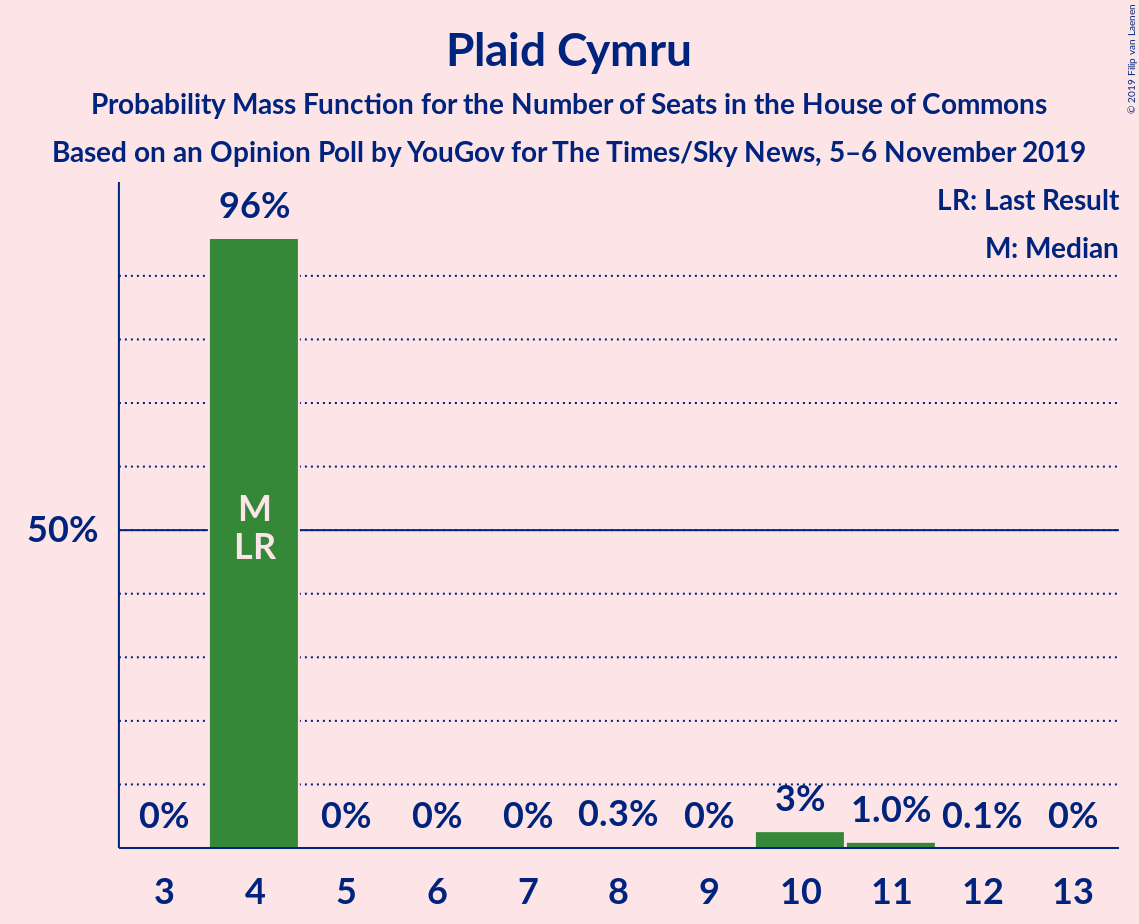 Plaid Cymru
Probability Mass Function for the Number of Seats in the House of Commons
Based on an Opinion Poll by YouGov for The Times/Sky News, 5–6 November 2019
© 2019 Filip van Laenen
LR: Last Result
M: Median
96%
M
LR
50%
0% 0% 0% 0% 0.3% 0% 3% 1.0% 0.1% 0%
3 4 5 6 7 8 9 10 11 12 13